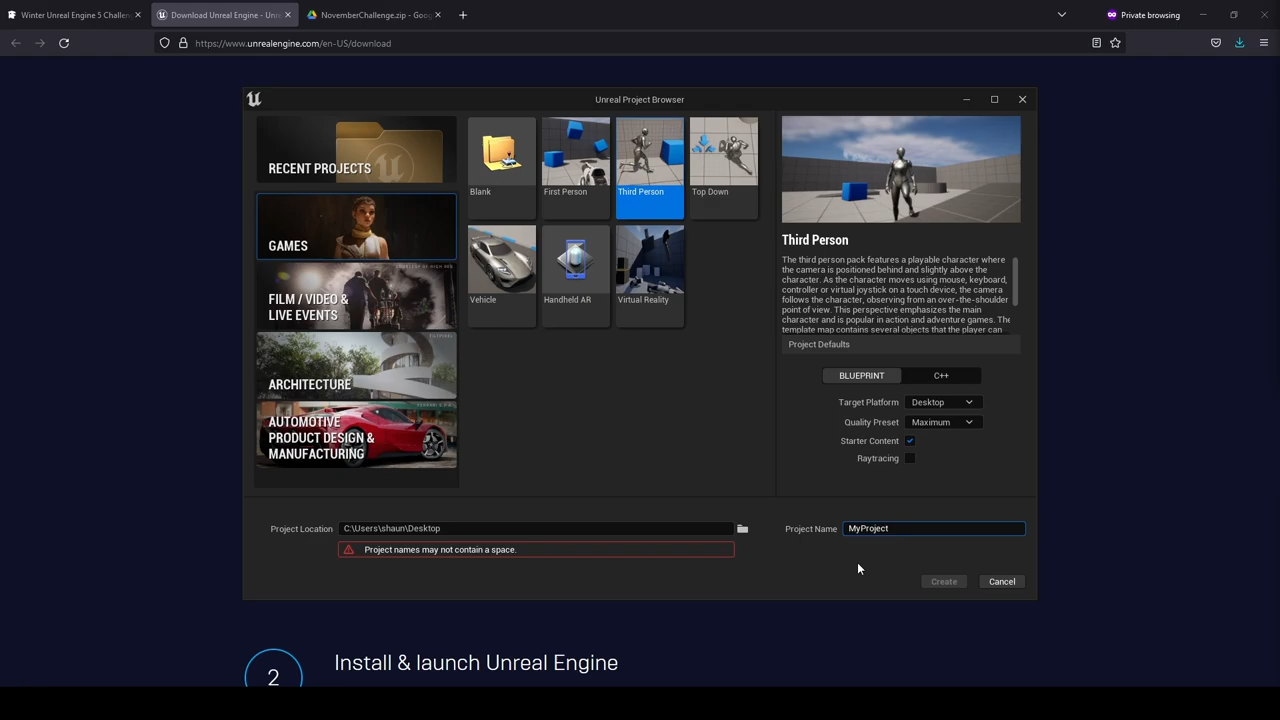 Winter Unreal Engine 5 Challe
Download Unreal Engine - Unr
NovemberChallenge.zip - Goog
Private browsing
https://www.unrealengine.com/en-US/download
Unreal Project Browser
RECENT PROJECTS
GAMES
FILM / VIDEO &
LIVE EVENTS
ARCHITECTURE
AUTOMOTIVE
PRODUCT DESIGN &
MANUFACTURING
Blank
First Person
Third Person
Top Down
Vehicle
Handheld AR
Virtual Reality
Third Person
The third person pack features a playable character where
the camera is positioned behind and slightly above the
character. As the character moves using mouse, keyboard,
controller or virtual joystick on a touch device, the camera
follows the character, observing from an over-the-shoulder
point of view. This perspective emphasizes the main
character and is popular in action and adventure games. The
template map contains several objects that the player can
Project Defaults
BLUEPRINT
C++
Target Platform
Desktop
Quality Preset
Maximum
Starter Content
Raytracing
Project Location
C:\Users\shaun\Desktop
Project Name
MyProject
Project names may not contain a space.
Create
Cancel
2
Install & launch Unreal Engine